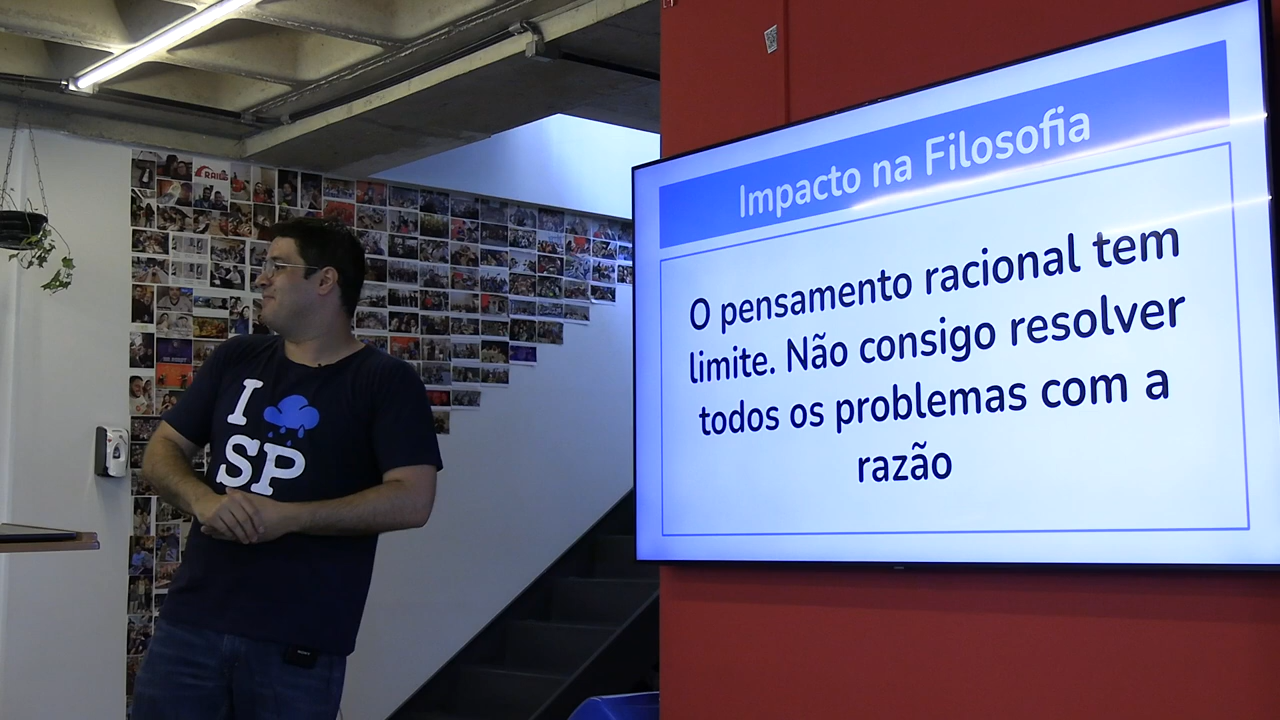 Impacto na Filosofia
O pensamento racional tem
limite. Não consigo resolver
todos os problemas com a
razão
I
SP